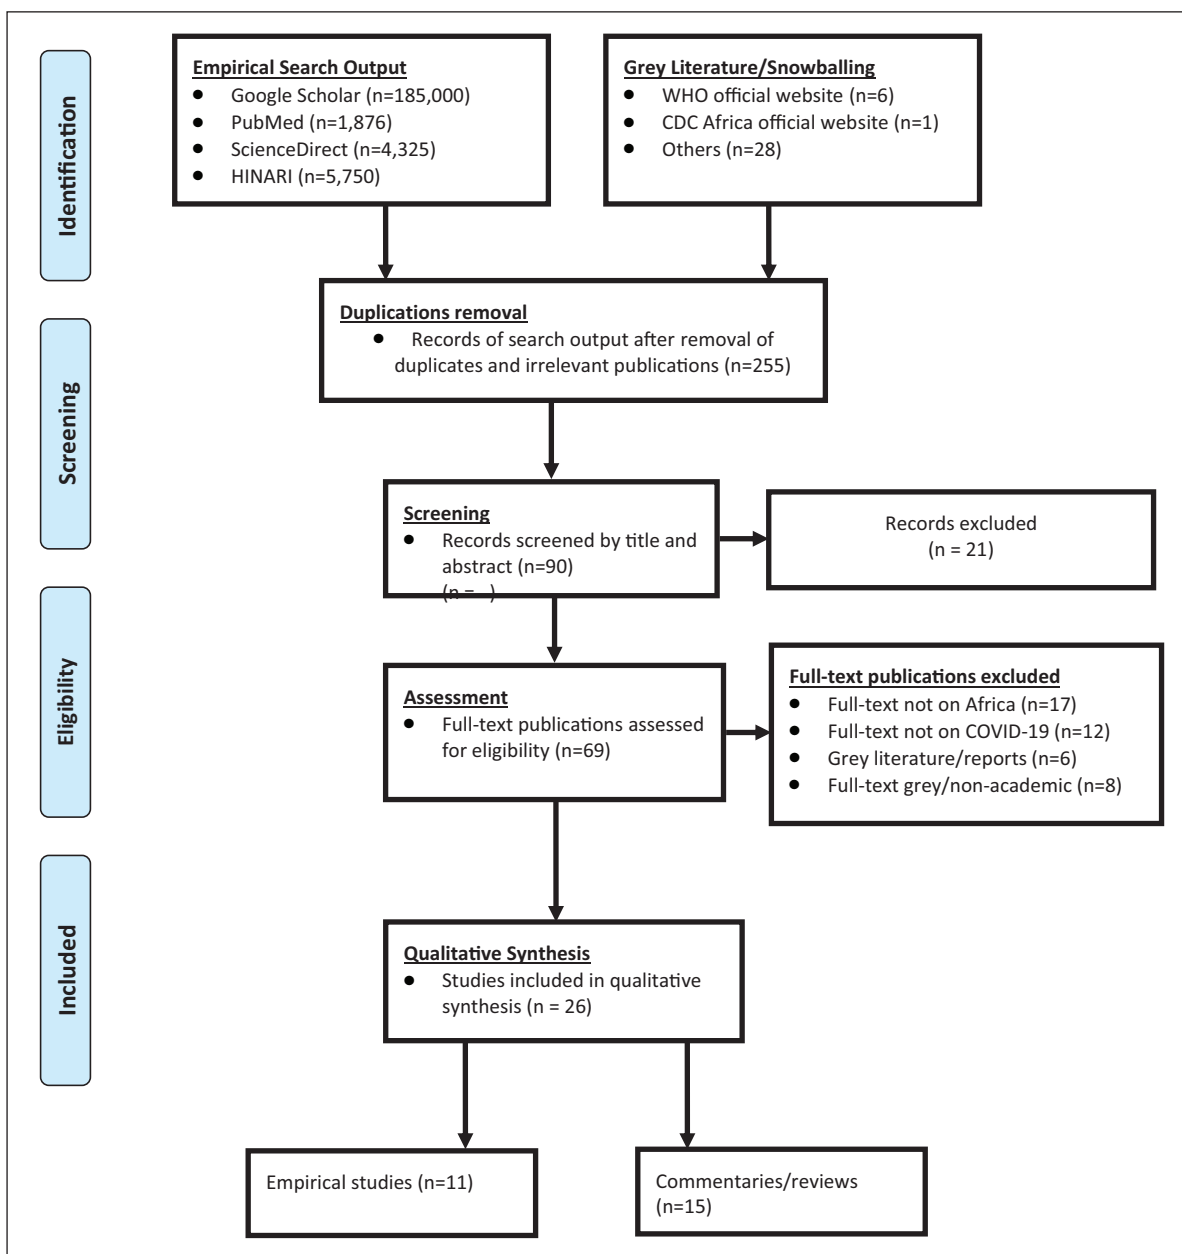 Identification
Empirical Search Output
● Google Scholar (n=185,000)
● PubMed (n=1,876)
● ScienceDirect (n=4,325)
● HINARI (n=5,750)
Grey Literature/Snowballing
● WHO official website (n=6)
● CDC Africa official website (n=1)
● Others (n=28)
Duplications removal
● Records of search output after removal of
duplicates and irrelevant publications (n=255)
Screening
Screening
● Records screened by title and
abstract (n=90)
(n = )
Records excluded
(n = 21)
Eligibility
Assessment
● Full-text publications assessed
for eligibility (n=69)
Full-text publications excluded
● Full-text not on Africa (n=17)
● Full-text not on COVID-19 (n=12)
● Grey literature/reports (n=6)
● Full-text grey/non-academic (n=8)
Included
Qualitative Synthesis
● Studies included in qualitative
synthesis (n = 26)
Empirical studies (n=11)
Commentaries/reviews
(n=15)